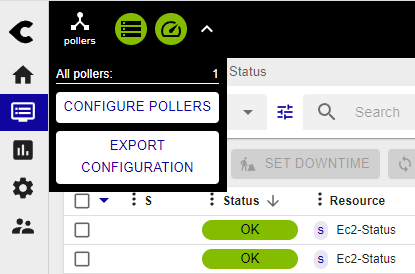 pollers
All pollers: 1
Status
CONFIGURE POLLERS
Search
EXPORT
CONFIGURATION
SET DOWNTIME
S Status Resource
OK s Ec2-Status
OK s Ec2-Status